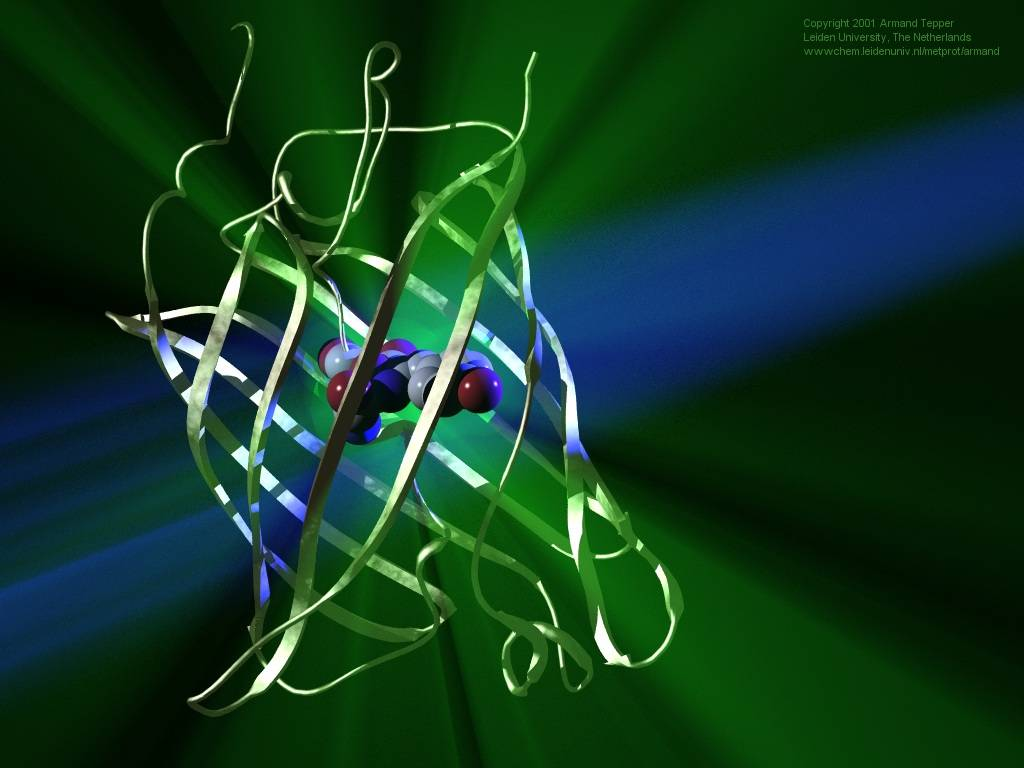 Copyright 2001 Armand Tepper
Leiden University, The Netherlands
www.chem.leidenuniv.nl/metprot/armand